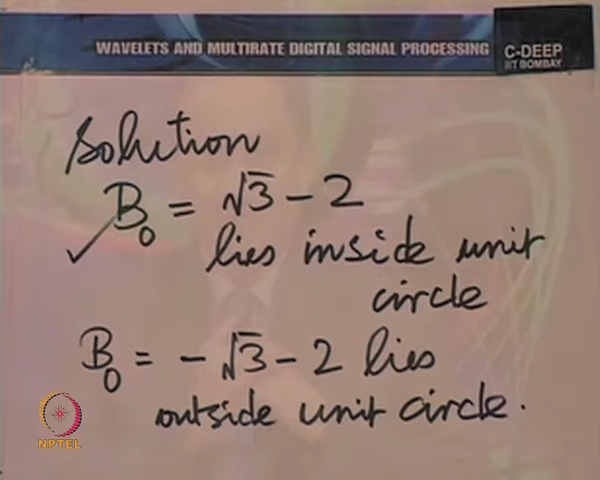 WAVELETS AND MULTIRATE DIGITAL SIGNAL PROCESSING
C-DEEP
IIT BOMBAY
Solution
✓ B₀ = √3 - 2
lies inside unit
circle
B₀ = -√3 - 2 lies
outside unit circle.
NPTEL